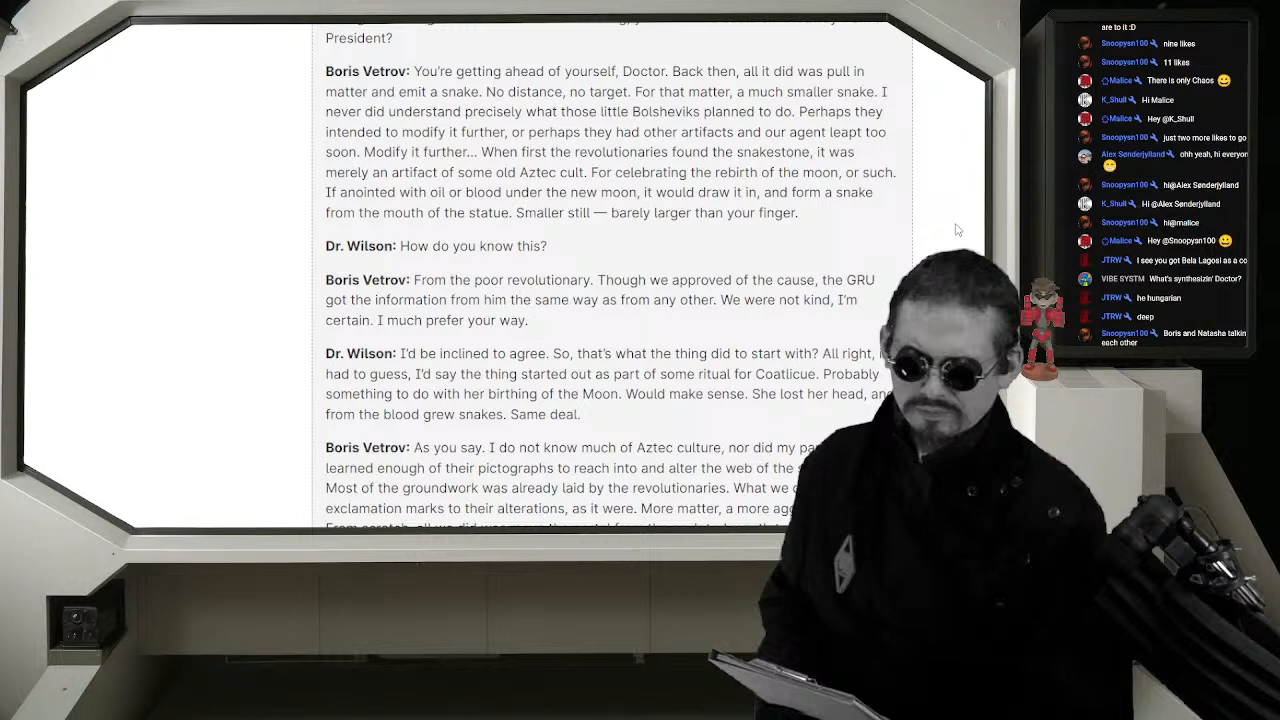 President?
Boris Vetrov: You're getting ahead of yourself, Doctor. Back then, all it did was pull in
matter and emit a snake. No distance, no target. For that matter, a much smaller snake. I
never did understand precisely what those little Bolsheviks planned to do. Perhaps they
intended to modify it further, or perhaps they had other artifacts and our agent leapt too
soon. Modify it further... When first the revolutionaries found the snakestone, it was
merely an artifact of some old Aztec cult. For celebrating the rebirth of the moon, or such.
If anointed with oil or blood under the new moon, it would draw it in, and form a snake
from the mouth of the statue. Smaller still — barely larger than your finger.
Dr. Wilson: How do you know this?
Boris Vetrov: From the poor revolutionary. Though we approved of the cause, the GRU
got the information from him the same way as from any other. We were not kind, I'm
certain. I much prefer your way.
Dr. Wilson: I'd be inclined to agree. So, that's what the thing did to start with? All right,
had to guess, I'd say the thing started out as part of some ritual for Coatlicue. Probably
something to do with her birthing of the Moon. Would make sense. She lost her head, and
from the blood grew snakes. Same deal.
Boris Vetrov: As you say. I do not know much of Aztec culture, nor did my
learned enough of their pictographs to reach into and alter the web of the
Most of the groundwork was already laid by the revolutionaries. What we
exclamation marks to their alterations, as it were. More matter, a more
are to it :D
Snoopysn100 nine likes
Snoopysn100 11 likes
Malice There is only Chaos
K_Shull Hi Malice
Malice Hey @K_Shull
Snoopysn100 just two more likes to go
Alex Sønderjylland ohh yeah, hi everyon
Snoopysn100 hi@Alex Sønderjylland
K_Shull Hi @Alex Sønderjylland
Snoopysn100 hi@malice
Malice Hey @Snoopysn100
JTRW I see you got Bela Lagosi as a co
VIBE SYSTM What's synthesizin' Doctor?
JTRW he hungarian
JTRW deep
Snoopysn100 Boris and Natasha talkin
each other